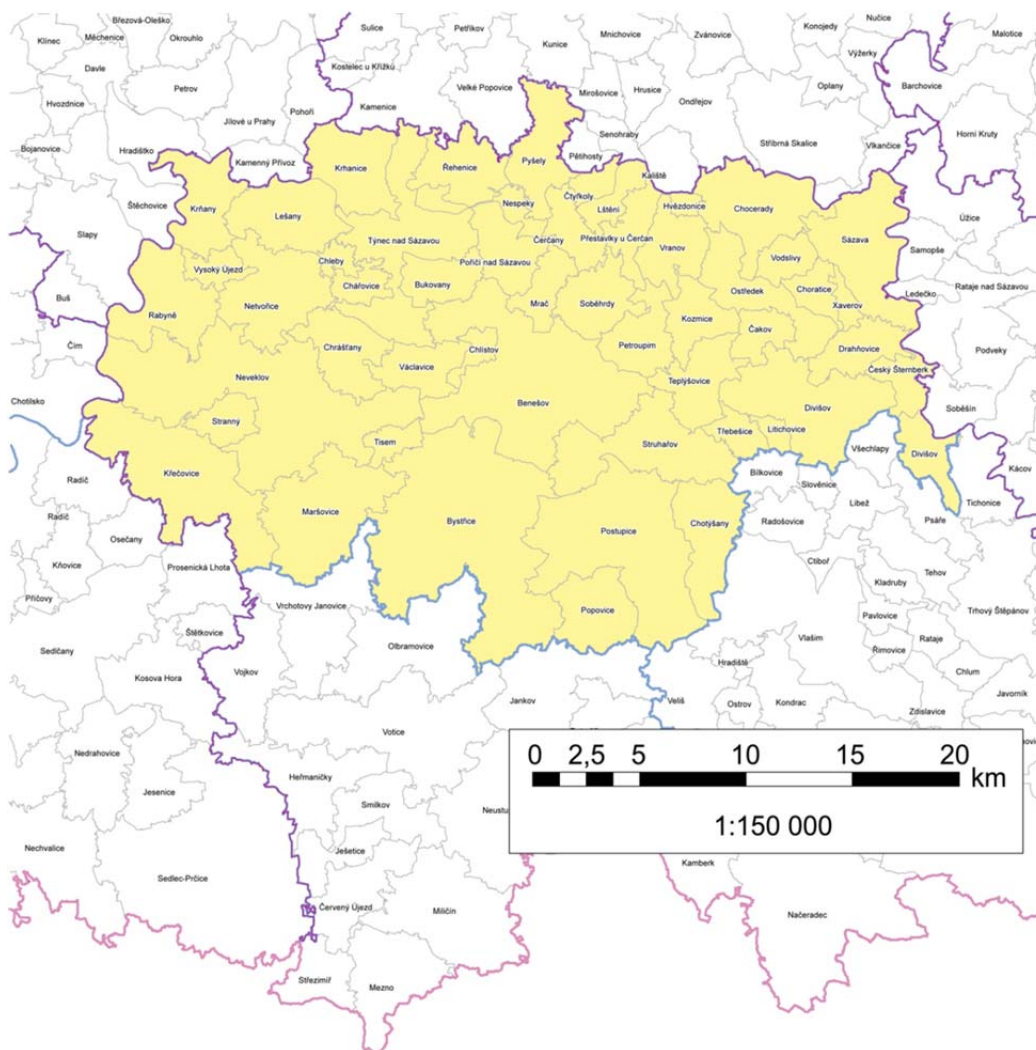 Březová-Oleško
Klínec
Měchenice
Okrouhlo
Sulice
Petříkov
Mnichovice
Zvánovice
Konojedy
Nučice
Malotice
Kunice
Výžerky
Davle
Kostelec u Křížků
Petrov
Velké Popovice
Mirošovice
Hrusice
Oplany
Barchovice
Hvozdnice
Kamenice
Ondřejov
Pohoří
Jílové u Prahy
Senohraby
Horní Kruty
Bojanovice
Hradištko
Stříbrná Skalice
Vlkančice
Kamenný Přívoz
Krhanice
Řehenice
Pyšely
Pětihosty
Kaliště
Štěchovice
Krňany
Lešany
Nespeky
Čtyřkoly
Lštění
Hvězdonice
Chocerady
Slapy
Týnec nad Sázavou
Čerčany
Přestavlky u Čerčan
Vranov
Sázava
Úžice
Samopše
Vysoký Újezd
Chleby
Poříčí nad Sázavou
Vodslivy
Chářovice
Bukovany
Ostředek
Choratice
Rataje nad Sázavou
Buš
Ledečko
Netvořice
Mrač
Soběhrdy
Xaverov
Rabyně
Kozmice
Čakov
Čím
Chrášťany
Chlístov
Petroupim
Drahňovice
Podveky
Václavice
Český Šternberk
Neveklov
Teplýšovice
Chotilsko
Benešov
Divišov
Soběšín
Stranný
Třebešice
Litichovice
Tisem
Struhařov
Všechlapy
Divišov
Radíč
Křečovice
Bílkovice
Kácov
Slověnice
Maršovice
Libež
Tichonice
Radíč
Bystřice
Postupice
Chotýšany
Radošovice
Psáře
Osečany
Křovice
Prosenická Lhota
Ctiboř
Tehov
Kladruby
Příčovy
Vrchotovy Janovice
Popovice
Trhový Štěpánov
Pavlovice
Štětkovice
Vlašim
Rataje
Sedlčany
Olbramovice
Římovice
Hradiště
Vojkov
Chlum
Kosova Hora
Jankov
Veliš
Ostrov
Kondrac
Javorník
Zdislavice
Votice
Nedrahovice
0 2,5 5 10 15 20
km
Heřmaničky
Jesenice
Smilkov
1:150 000
Nechvalice
Ješetice
Kamberk
Sedlec-Prčice
Červený Újezd
Miličín
Načeradec
Střezimíř
Mezno